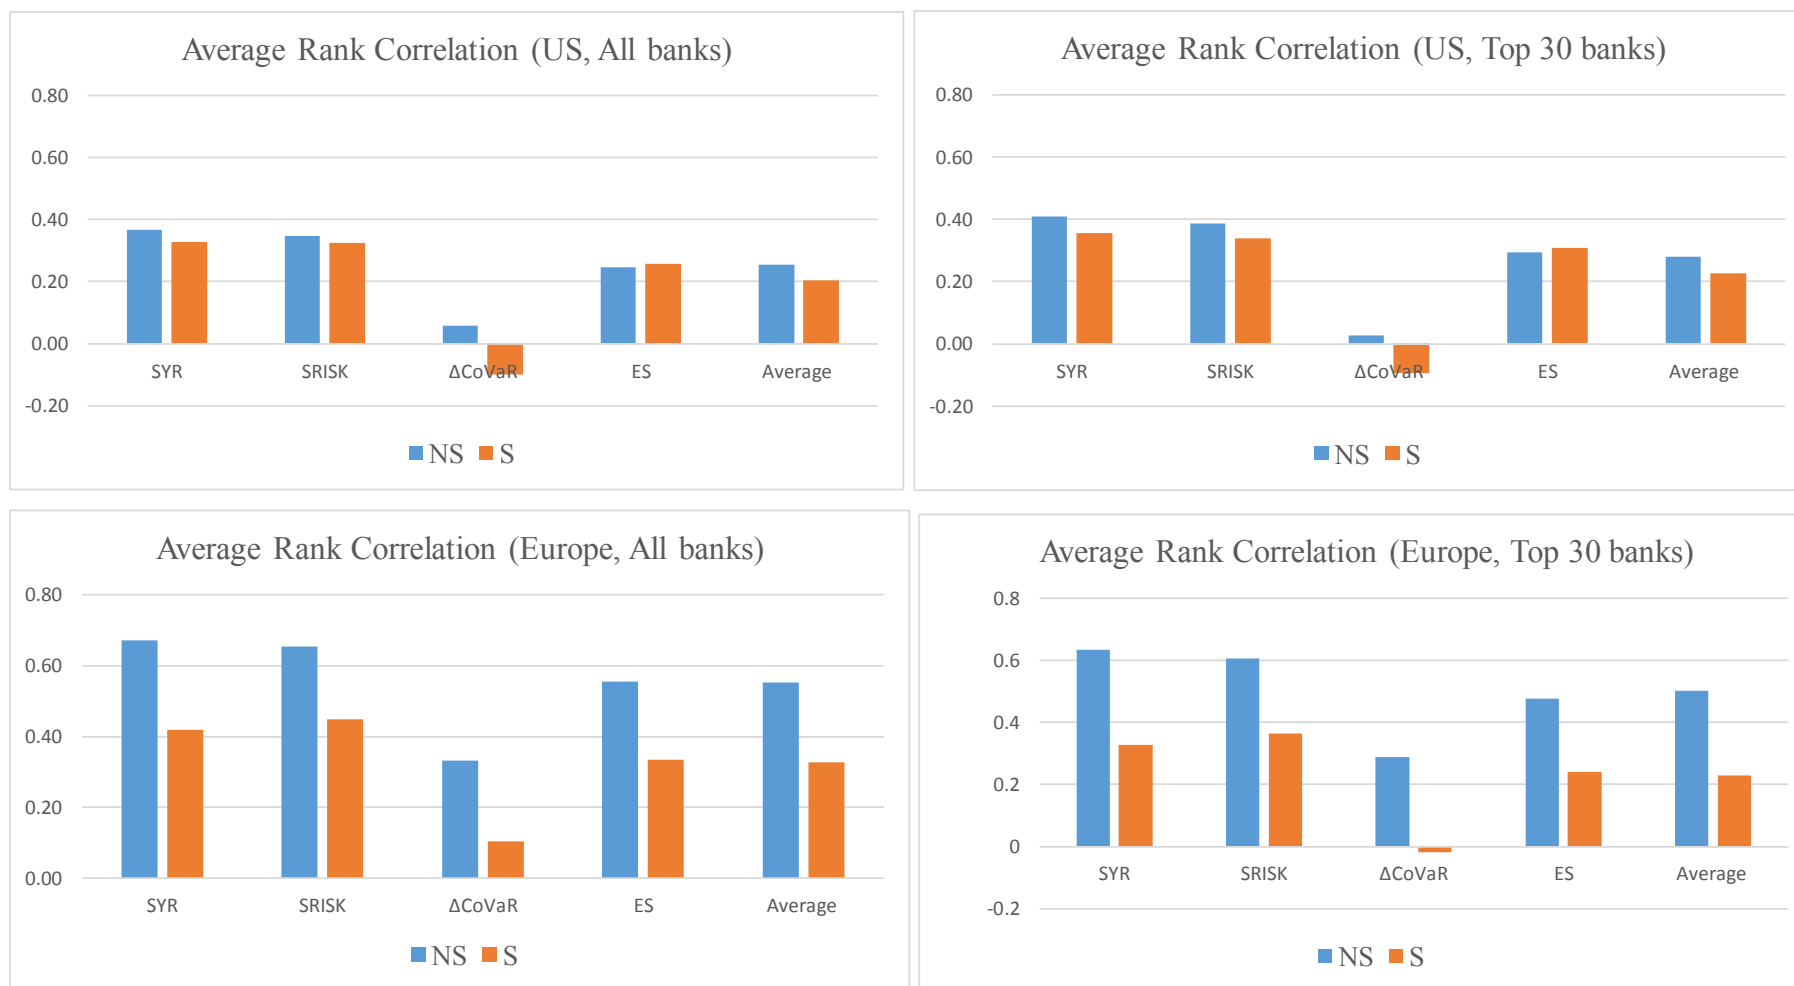 Average Rank Correlation (US, All banks)
0.80
0.60
0.40
0.20
0.00
-0.20
SYR SRISK ΔCoVaR ES Average
NS S
Average Rank Correlation (US, Top 30 banks)
0.80
0.60
0.40
0.20
0.00
-0.20
SYR SRISK ΔCoVaR ES Average
NS S
Average Rank Correlation (Europe, All banks)
0.80
0.60
0.40
0.20
0.00
SYR SRISK ΔCoVaR ES Average
NS S
Average Rank Correlation (Europe, Top 30 banks)
0.8
0.6
0.4
0.2
0
-0.2
SYR SRISK ΔCoVaR ES Average
NS S